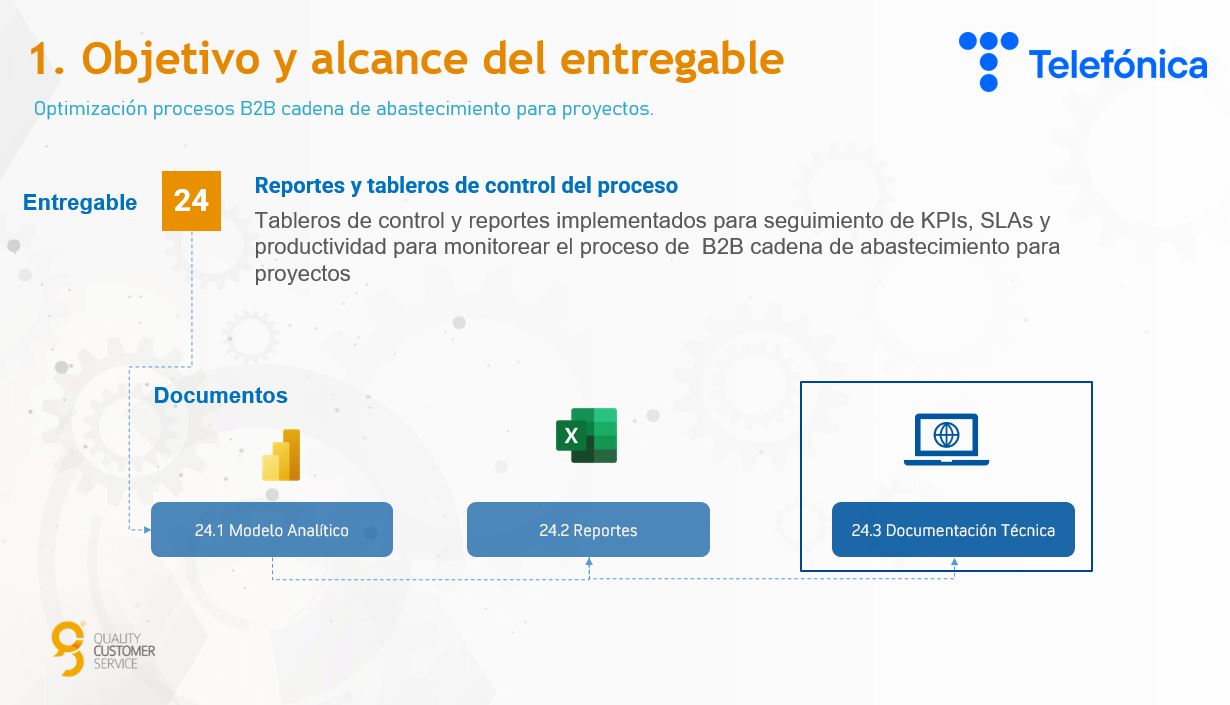 1. Objetivo y alcance del entregable
Telefónica
Optimización procesos B2B cadena de abastecimiento para proyectos.
Entregable
24
Reportes y tableros de control del proceso
Tableros de control y reportes implementados para seguimiento de KPIs, SLAs y
productividad para monitorear el proceso de  B2B cadena de abastecimiento para
proyectos
Documentos
X
24.1 Modelo Analítico
24.2 Reportes
24.3 Documentación Técnica
QUALITY
CUSTOMER
SERVICE